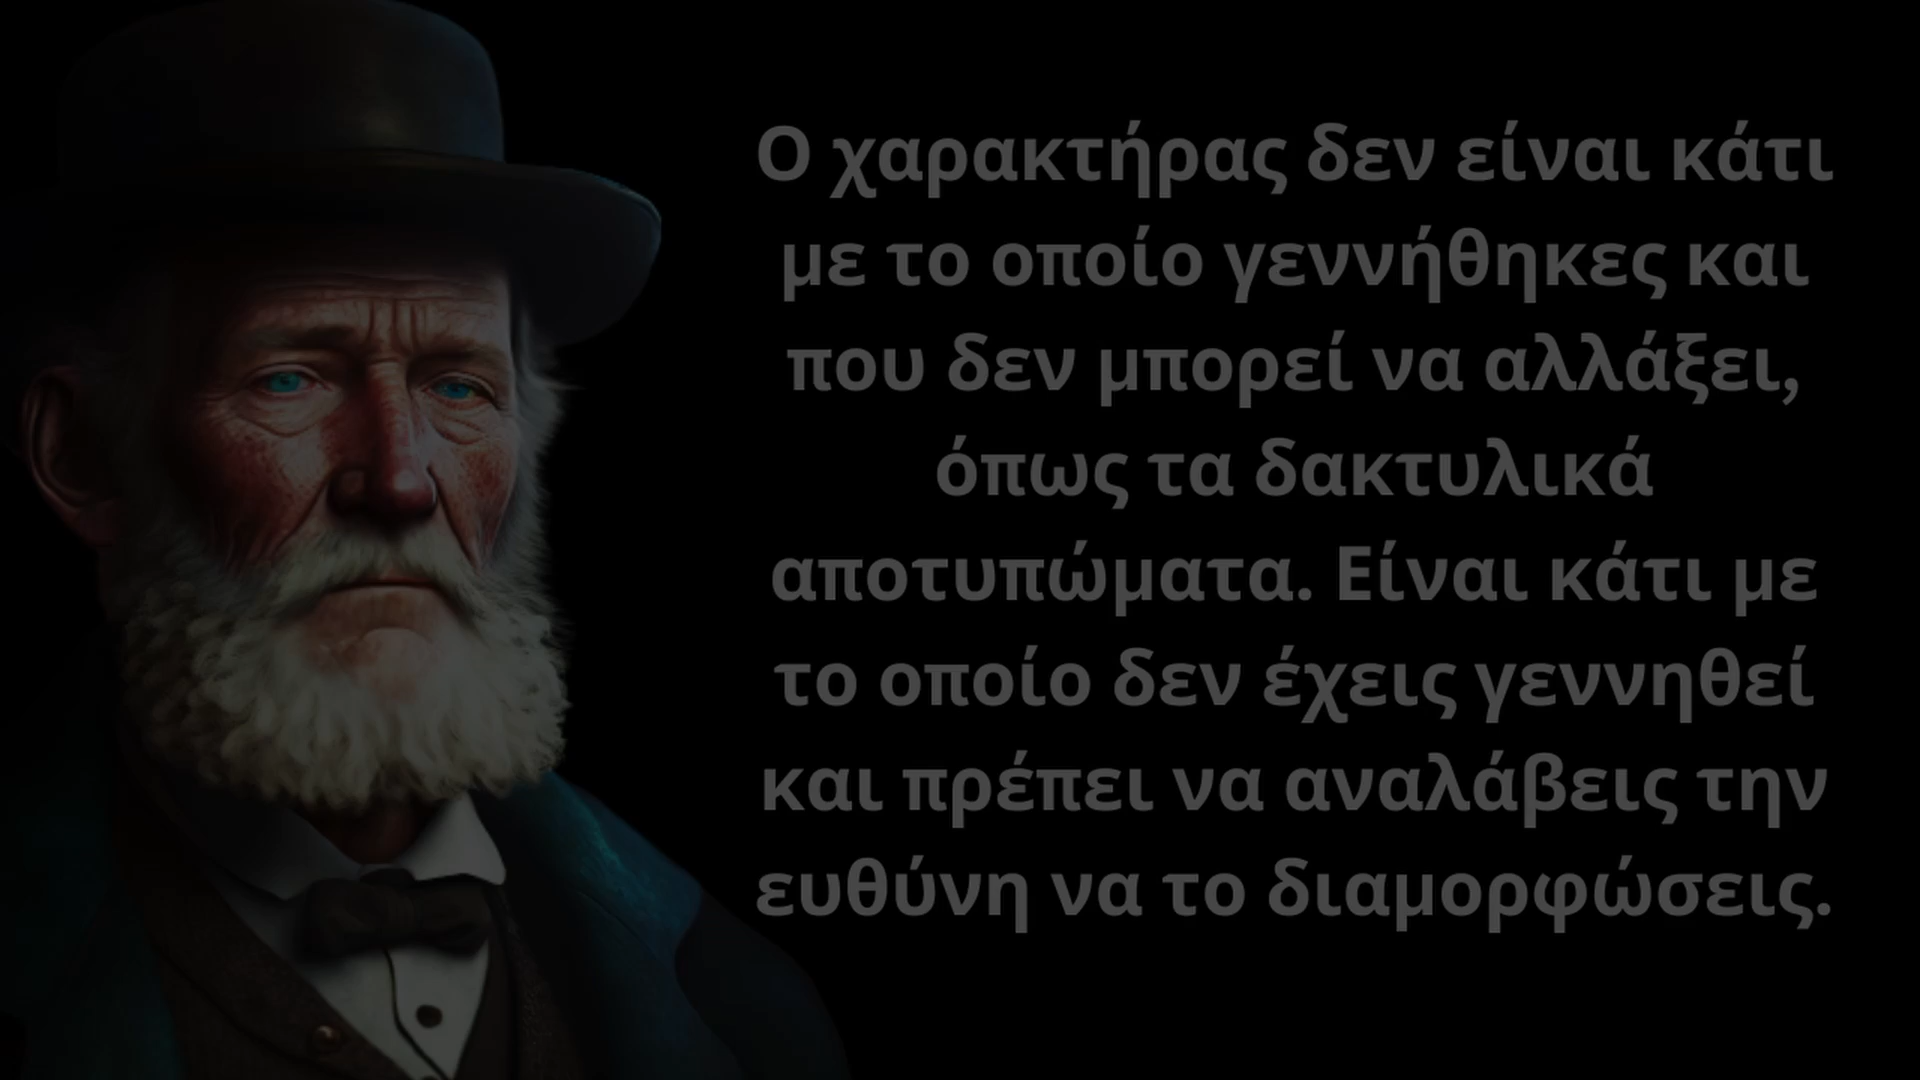 Ο χαρακτήρας δεν είναι κάτι
με το οποίο γεννήθηκες και
που δεν μπορεί να αλλάξει,
όπως τα δακτυλικά
αποτυπώματα. Είναι κάτι με
το οποίο δεν έχεις γεννηθεί
και πρέπει να αναλάβεις την
ευθύνη να το διαμορφώσεις.